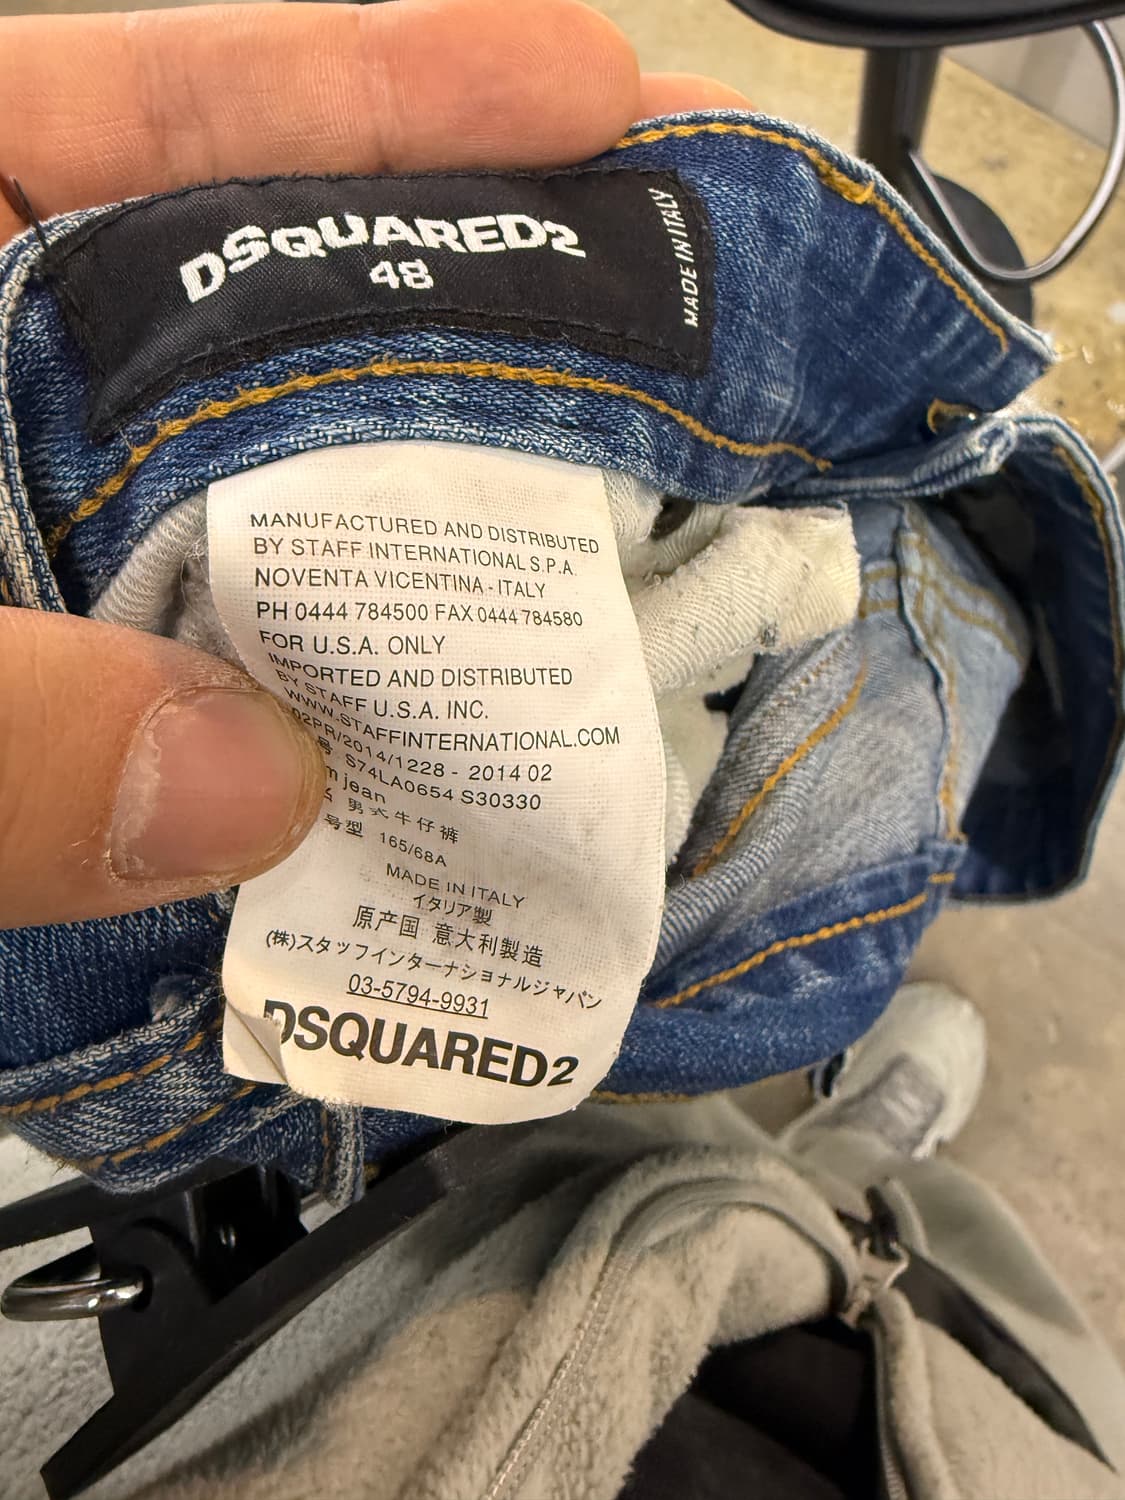 DSQUARED2
48
MADE IN ITALY
MANUFACTURED AND DISTRIBUTED
BY STAFF INTERNATIONAL S.P.A.
NOVENTA VICENTINA - ITALY
PH 0444 784500 FAX 0444 784580
FOR U.S.A. ONLY
IMPORTED AND DISTRIBUTED
BY STAFF U.S.A. INC.
WWW.STAFFINTERNATIONAL.COM
02PR/2014/1228 - 2014 02
号 S74LA0654 S30330
jean
男式牛仔裤
号型 165/68A
MADE IN ITALY
イタリア製
原产国 意大利製造
(株)スタッフインターナショナルジャパン
03-5794-9931
DSQUARED2